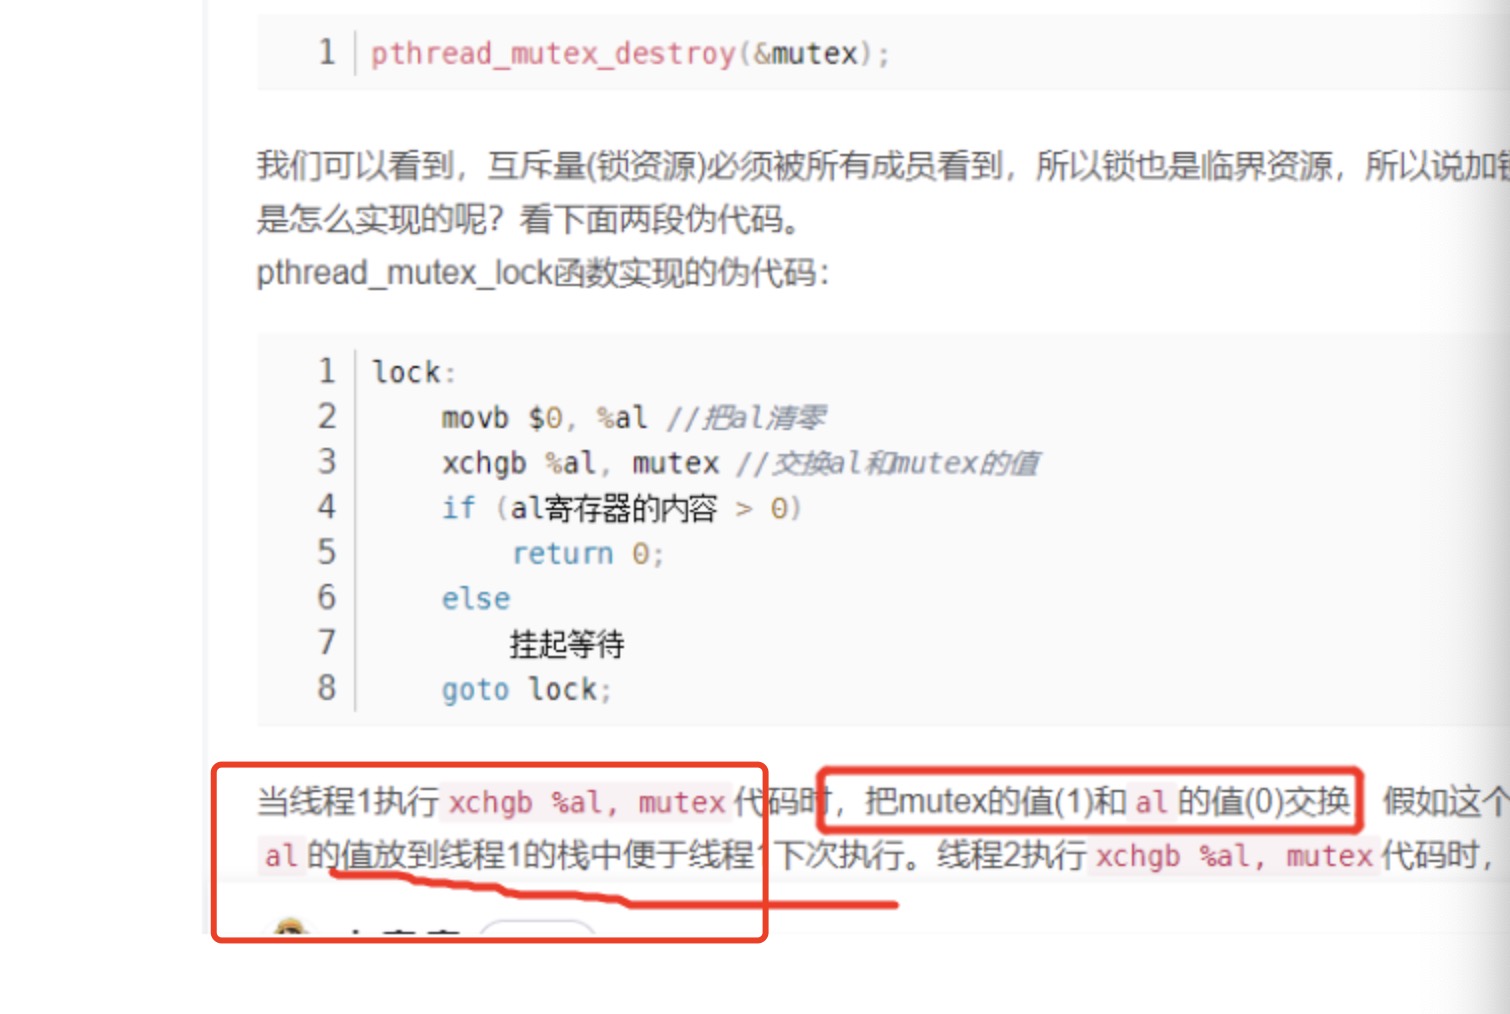 1 pthread_mutex_destroy(&mutex);
我们可以看到，互斥量(锁资源)必须被所有成员看到，所以锁也是临界资源，所以说加锁
是怎么实现的呢？看下面两段伪代码。
pthread_mutex_lock函数实现的伪代码：
1 lock:
2 movb $0, %al //把al清零
3 xchgb %al, mutex //交换al和mutex的值
4 if (al寄存器的内容 > 0)
5 return 0;
6 else
7 挂起等待
8 goto lock;
当线程1执行 xchgb %al, mutex 代码时，把mutex的值(1)和 al 的值(0)交换 假如这个
al 的值放到线程1的栈中便于线程1下次执行。线程2执行 xchgb %al, mutex 代码时，